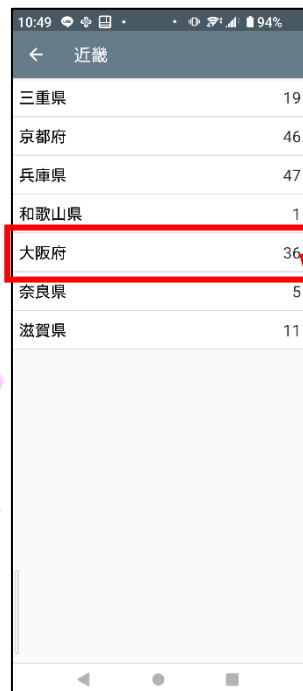 10:49 94%
近畿
三重県 19
京都府 46
兵庫県 47
和歌山県 1
大阪府 36
奈良県 5
滋賀県 11